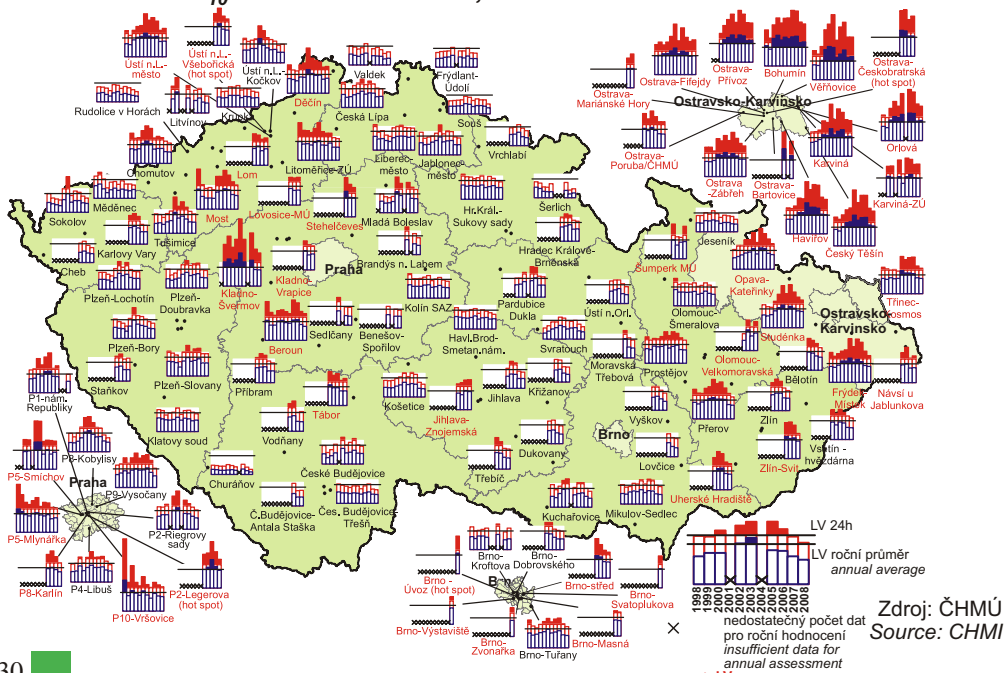 10
Ústí n.L.-
město
Ústí n.L.-
Všebořická
(hot spot)
Ústí n.L.-
Kočkov
Valdek
Frýdlant-
Údolí
Rudolice v Horách
Litvínov
Krupka
Děčín
Česká Lípa
Souš
Vrchlabí
Chomutov
Lom
Litoměřice-ZÚ
Liberec-
město
Jablonec-
město
Sokolov
Měděnec
Tušimice
Most
Lovosice-MÚ
Stehelčeves
Mladá Boleslav
Hr.Král.-
Sukovy sady
Šerlich
Cheb
Karlovy Vary
Kladno-
Švermov
Kladno-
Vrapice
Praha
Brandýs n. Labem
Hradec Králové-
Brněnská
Šumperk MÚ
Jeseník
Plzeň-Lochotín
Plzeň-
Doubravka
Beroun
Sedlčany
Benešov-
Spořilov
Kolín SAZ
Pardubice
Dukla
Ústí n.Orl.
Olomouc-
Šmeralova
Opava-
Kateřinky
Studénka
Plzeň-Bory
Havl.Brod-
Smetan.nám.
Svratouch
Moravská
Třebová
Prostějov
Olomouc-
Velkomoravská
Bělotín
Staňkov
Plzeň-Slovany
Příbram
Tábor
Košetice
Jihlava-
Znojemská
Jihlava
Křižanov
Vyškov
Přerov
Zlín
Frýdek-
Místek
Návsí u
Jablunkova
Klatovy soud
Vodňany
Dukovany
Brno
Lovčice
Zlín-Svit
Vsetín -
hvězdárna
Churáňov
České Budějovice
Třebíč
Uherské Hradiště
Č.Budějovice-
Antala Staška
Čes. Budějovice
Třešň.
Kuchařovice
Mikulov-Sedlec
Ostrava-
Mariánské Hory
Ostrava-Fifejdy
Ostrava-
Přívoz
Bohumín
Věřňovice
Ostrava-
Českobratrská
(hot spot)
Ostravsko-Karvinsko
Ostrava-
Poruba/ČHMÚ
Ostrava
-Zábřeh
Ostrava-
Bartovice
Karviná
Orlová
Karviná-ZÚ
Havířov
Český Těšín
Třinec-
Kosmos
Ostravsko
Karvinsko
P1-nám.
Republiky
P5-Smíchov
P8-Kobylisy
Praha
P9-Vysočany
P5-Mlynářka
P2-Riegrovy
sady
P8-Karlín
P4-Libuš
P10-Vršovice
P2-Legerova
(hot spot)
Brno -
Úvoz (hot spot)
Brno-
Kroftova
Brno-
Dobrovského
Brno
Brno-střed
Brno-
Svatoplukova
Brno-Výstaviště
Brno-
Zvonařka
Brno-Tuřany
Brno-Masná
LV 24h
LV roční průměr
annual average
1998
1999
2000
2001
2002
2003
2004
2005
2006
2007
2008
× nedostatečný počet dat
pro roční hodnocení
insufficient data for
annual assessment
Zdroj: ČHMÚ
Source: CHMI
30